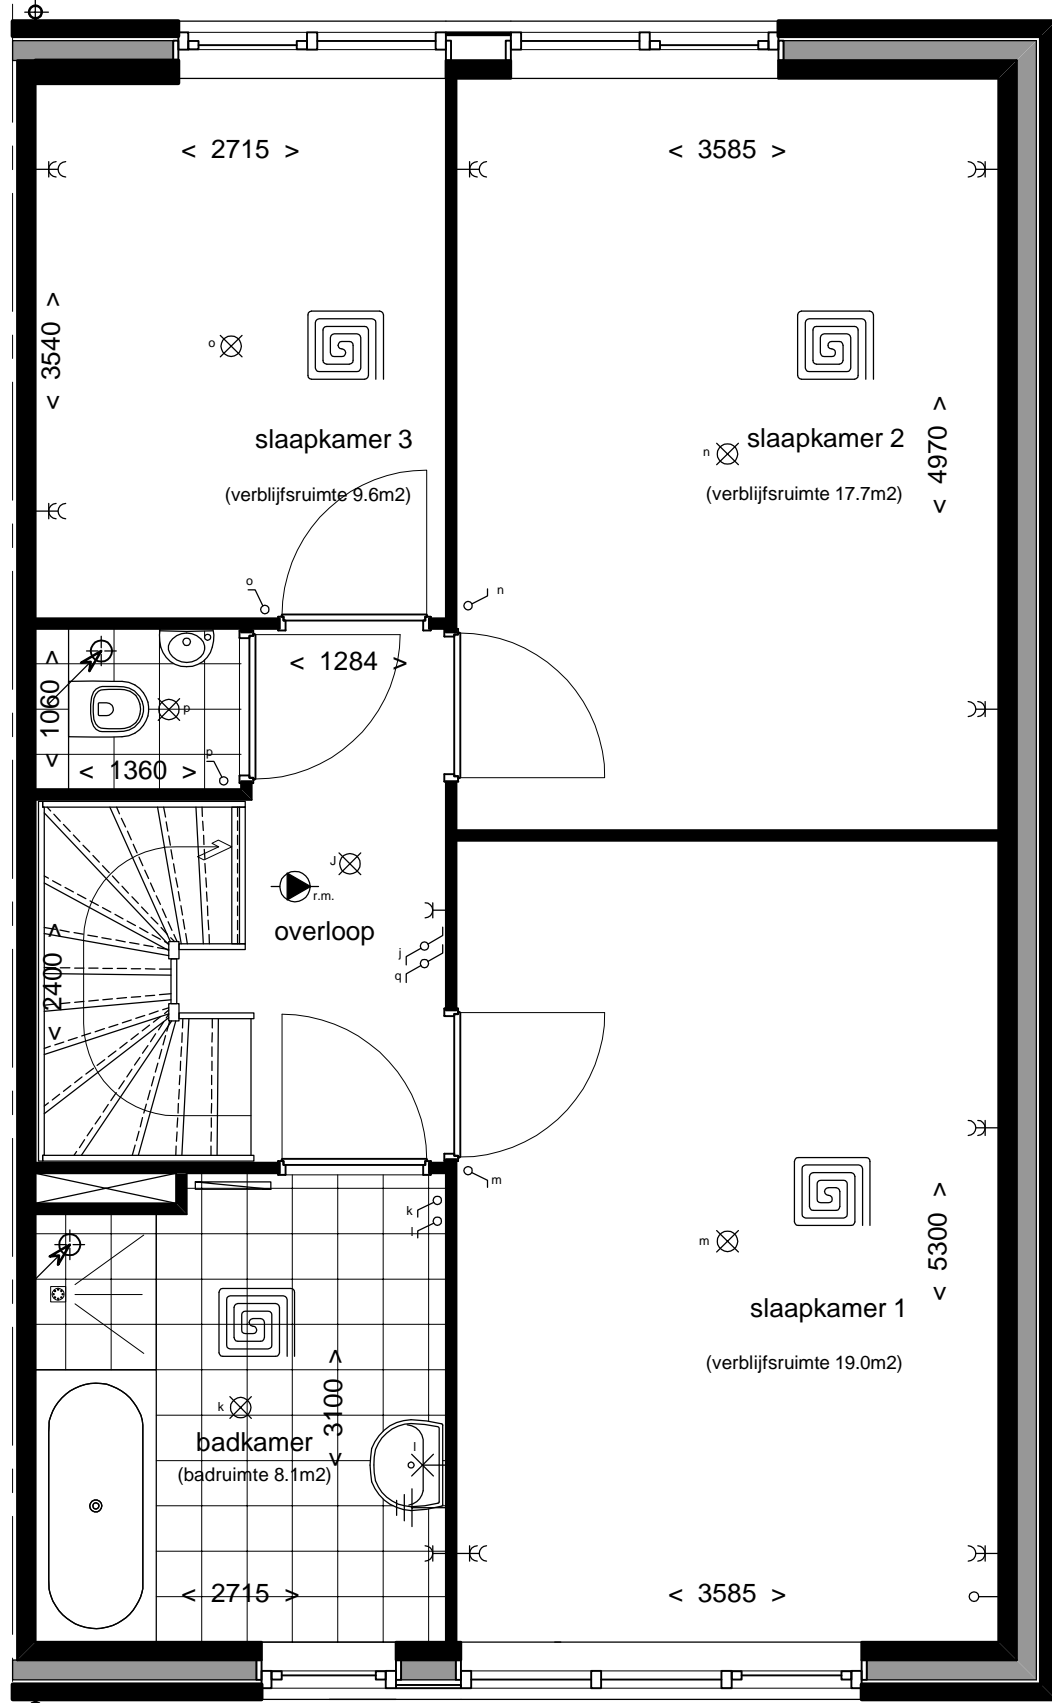 < 2715 >
< 3585 >
< 3540 >
o
slaapkamer 3
(verblijfsruimte 9.6m2)
n
slaapkamer 2
(verblijfsruimte 17.7m2)
< 4970 >
o
n
< 1060 >
< 1284 >
p
p
< 1360 >
J
r.m.
overloop
j
q
< 2400 >
m
k
l
m
< 5300 >
slaapkamer 1
(verblijfsruimte 19.0m2)
< 3100 >
k
badkamer
(badruimte 8.1m2)
l
< 2715 >
< 3585 >